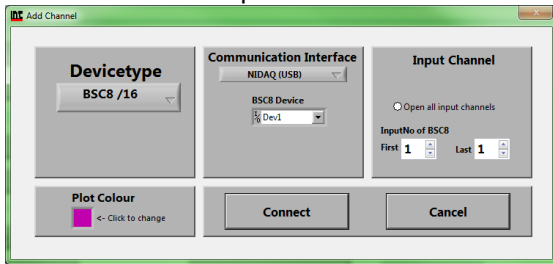 Add Channel
Devicetype
BSC8 /16
Communication Interface
NIDAQ (USB)
BSC8 Device
Dev1
Input Channel
Open all input channels
InputNo of BSC8
First 1 Last 1
Plot Colour
<- Click to change
Connect
Cancel